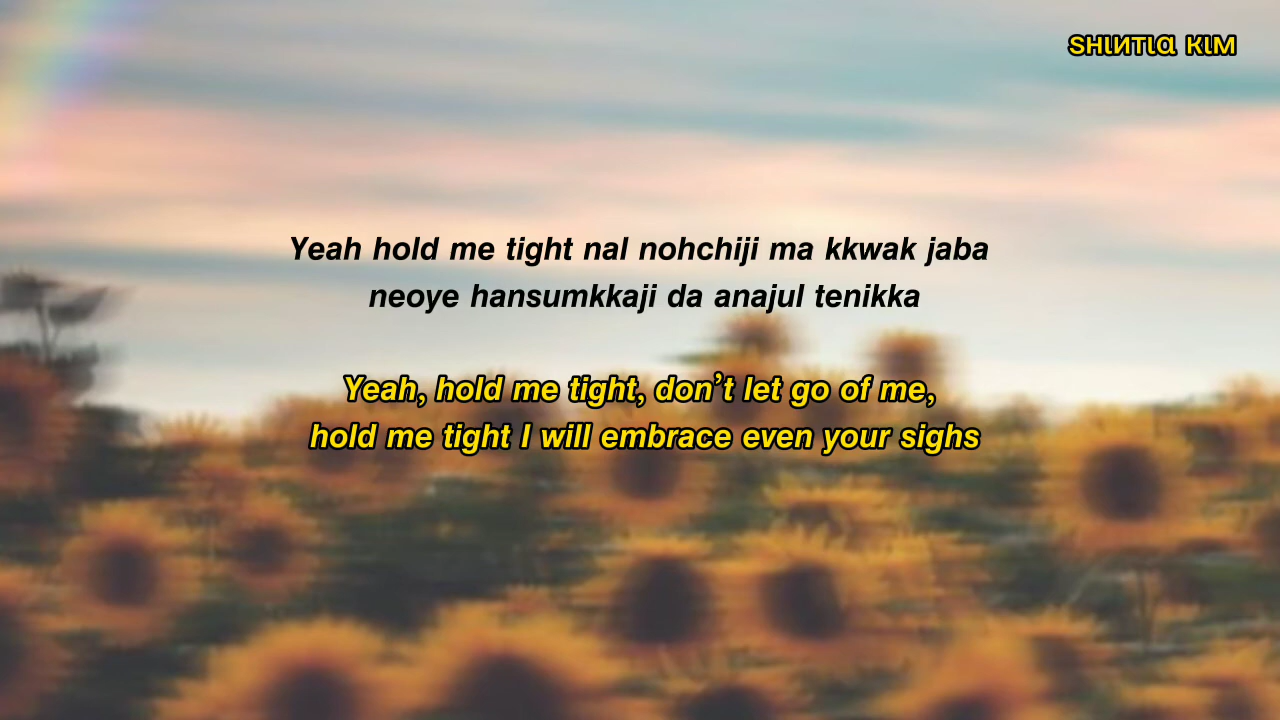 SHIИTIα KIM
Yeah hold me tight nal nohchiji ma kkwak jaba
neoye hansumkkaji da anajul tenikka
Yeah, hold me tight, don’t let go of me,
hold me tight I will embrace even your sighs